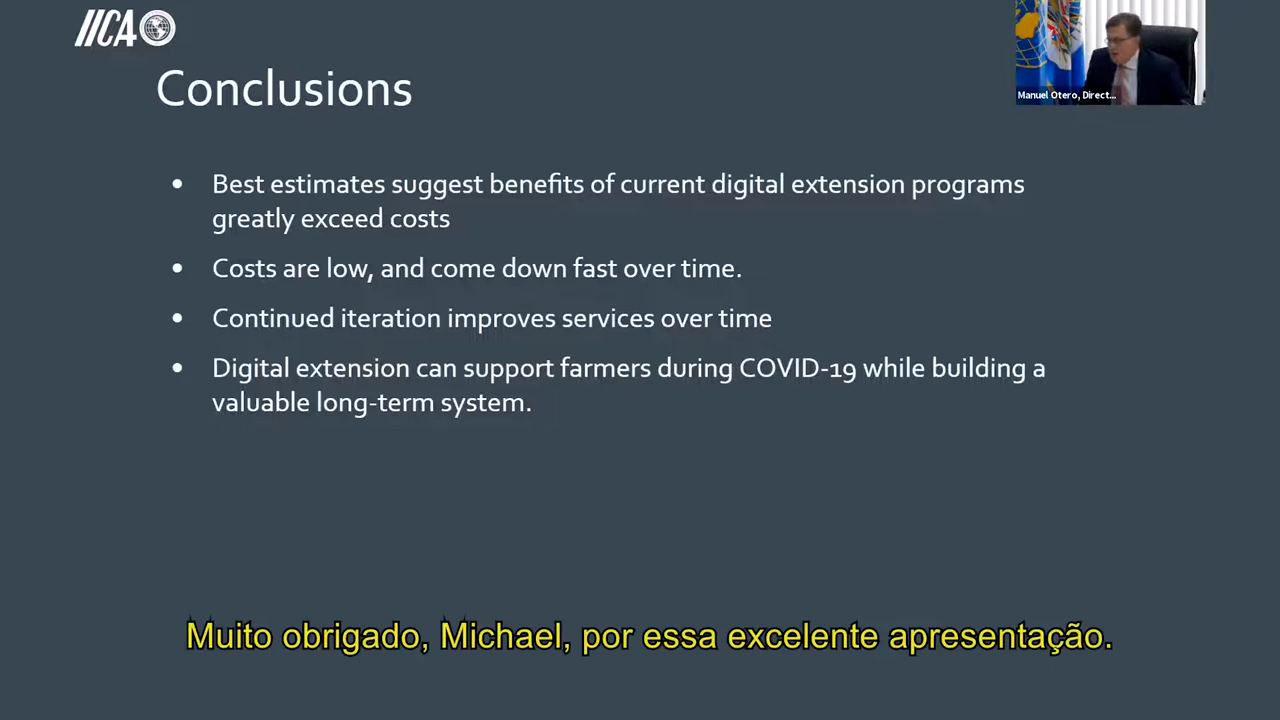 IICA
Conclusions
Manuel Otero, Direct...
• Best estimates suggest benefits of current digital extension programs
greatly exceed costs
• Costs are low, and come down fast over time.
• Continued iteration improves services over time
• Digital extension can support farmers during COVID-19 while building a
valuable long-term system.
Muito obrigado, Michael, por essa excelente apresentação.